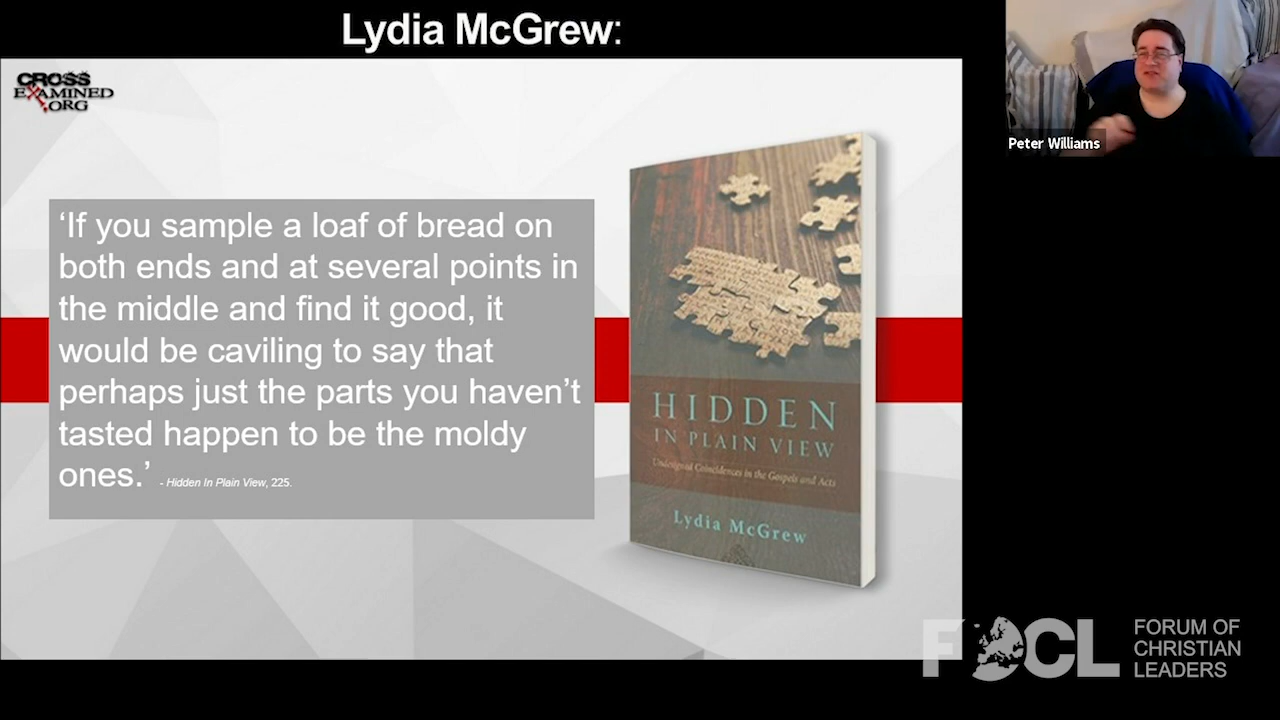 Lydia McGrew:
CROSS
EXAMINED
.ORG
‘If you sample a loaf of bread on
both ends and at several points in
the middle and find it good, it
would be caviling to say that
perhaps just the parts you haven’t
tasted happen to be the moldy
ones.’ - Hidden In Plain View, 225.
HIDDEN
IN PLAIN VIEW
Undesigned Coincidences in the Gospels and Acts
Lydia McGrew
Peter Williams
FOCL
FORUM OF
CHRISTIAN
LEADERS